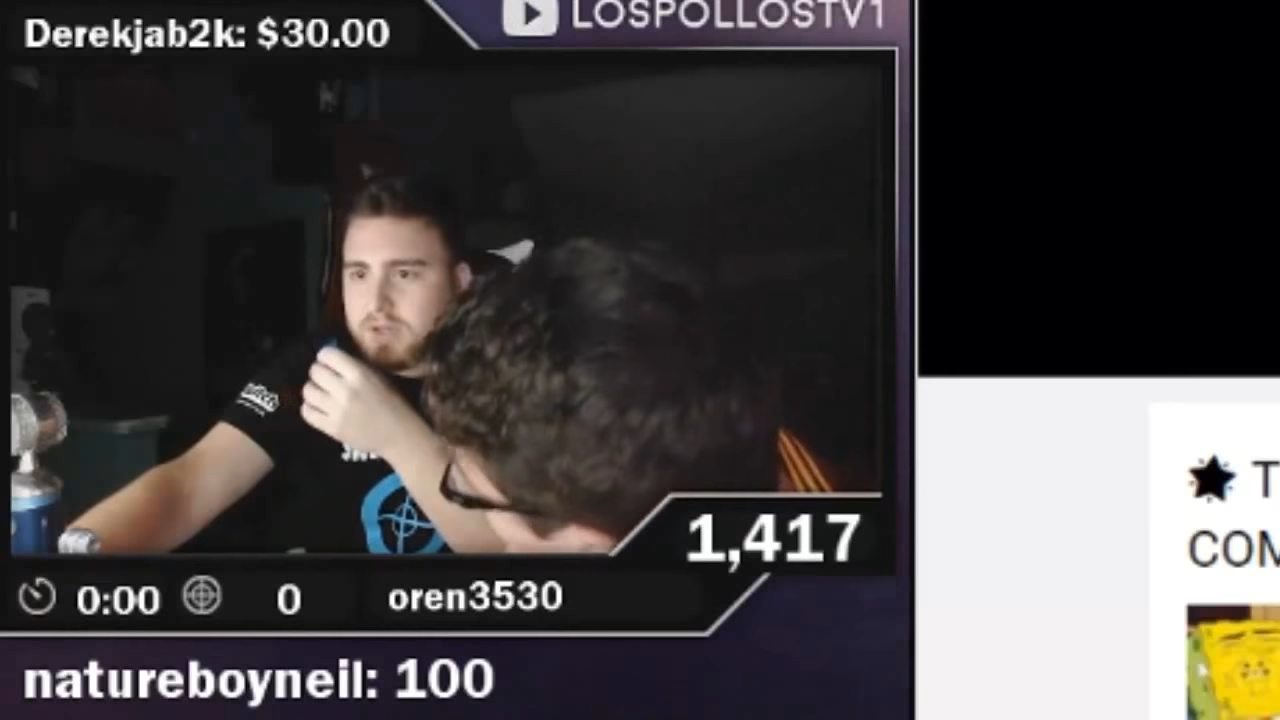 Derekjab2k: $30.00
LOSPOLLOSTV1
1,417
0:00 0 oren3530
natureboyneil: 100
T
COM